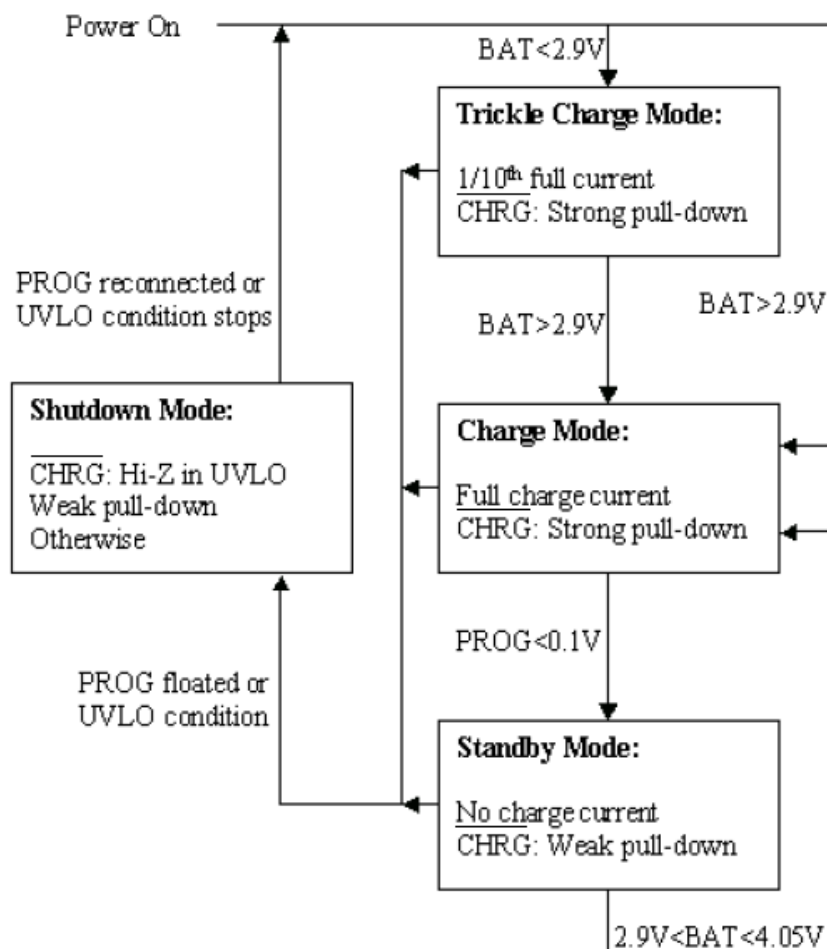 Power On
BAT<2.9V
Trickle Charge Mode:
1/10th full current
CHRG: Strong pull-down
PROG reconnected or
UVLO condition stops
BAT>2.9V
BAT>2.9V
Shutdown Mode:
CHRG: Hi-Z in UVLO
Weak pull-down
Otherwise
Charge Mode:
Full charge current
CHRG: Strong pull-down
PROG<0.1V
PROG floated or
UVLO condition
Standby Mode:
No charge current
CHRG: Weak pull-down
2.9V<BAT<4.05V